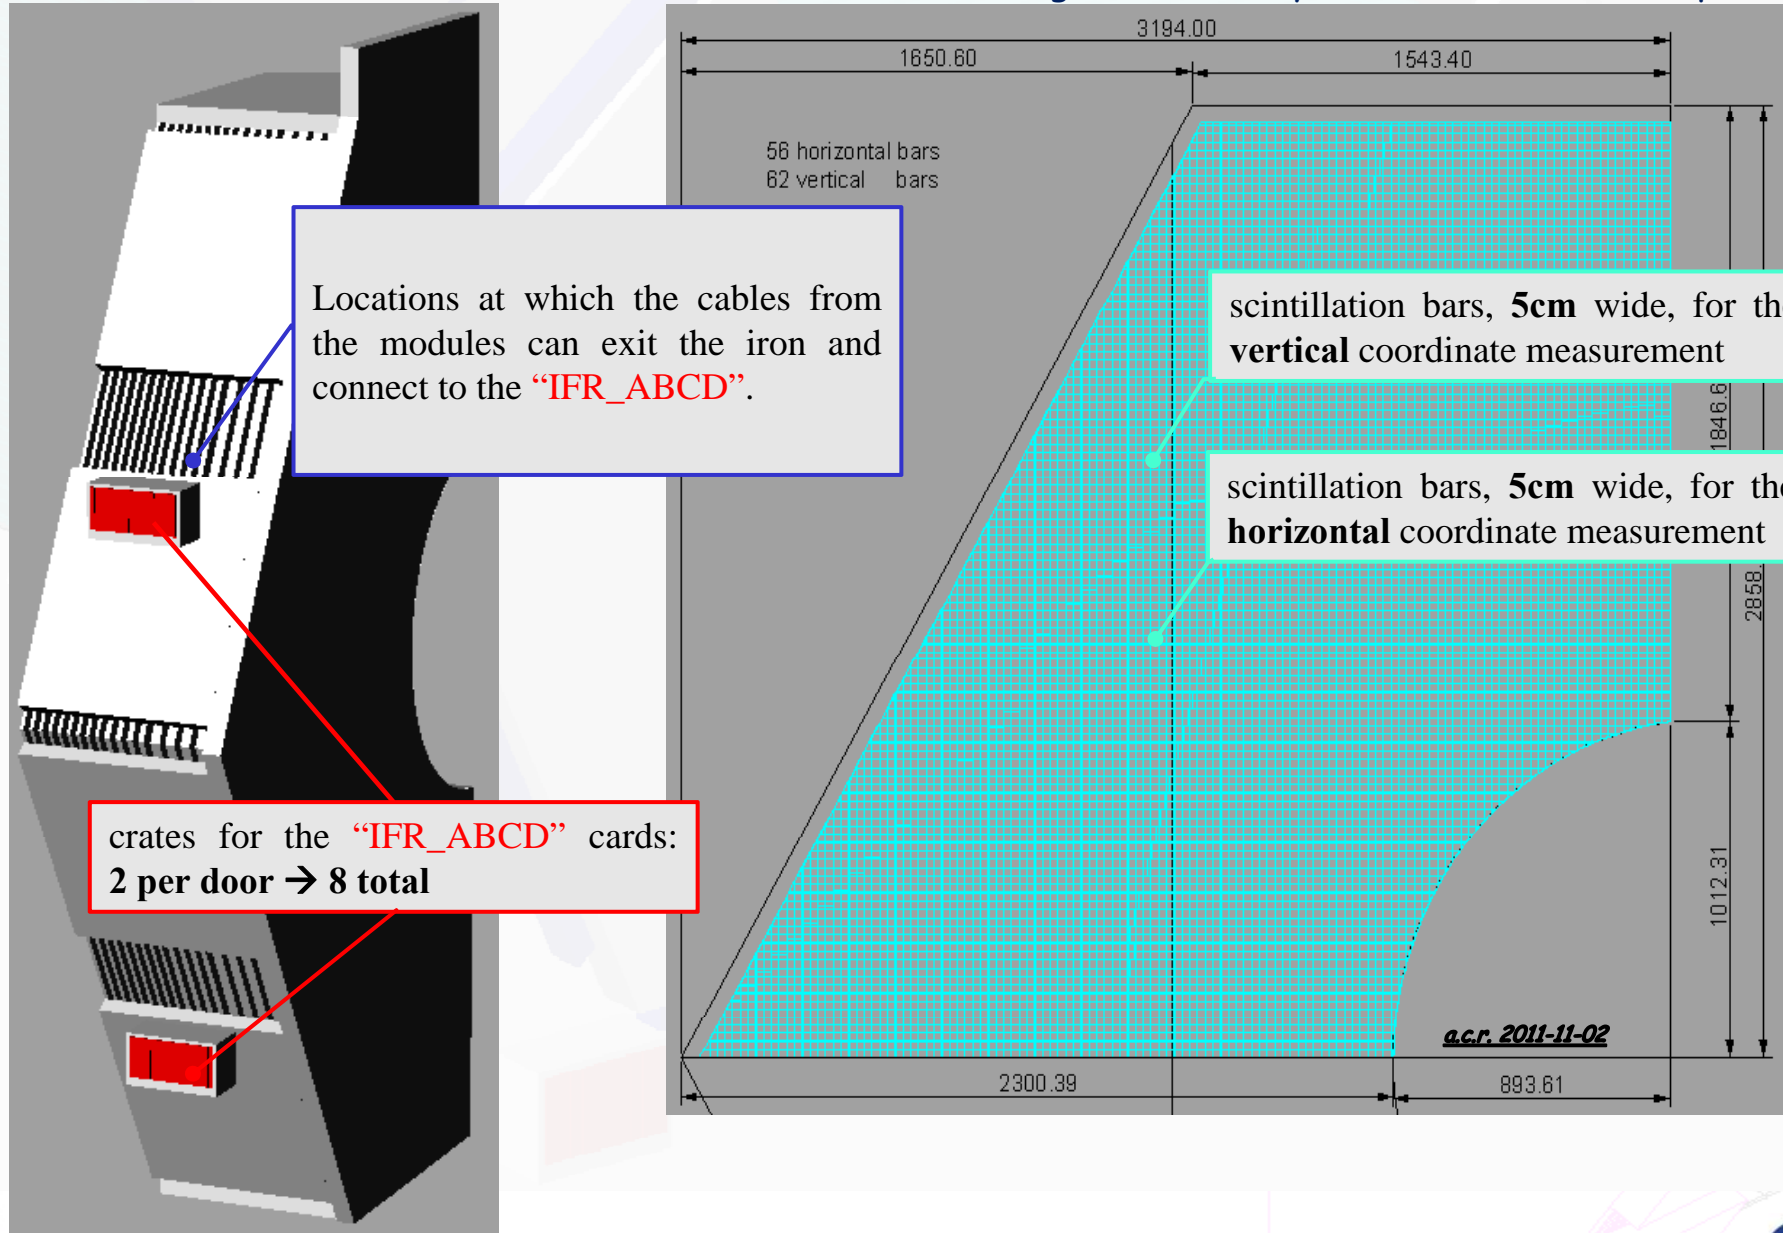 3194.00
1650.60
1543.40
56 horizontal bars
62 vertical bars
Locations at which the cables from
the modules can exit the iron and
connect to the “IFR_ABCD”.
scintillation bars, 5cm wide, for
vertical coordinate measurement
1846.6
scintillation bars, 5cm wide, for
horizontal coordinate measurement
2858.
crates for the “IFR_ABCD” cards:
2 per door → 8 total
1012.31
a.c.r. 2011-11-02
2300.39
893.61